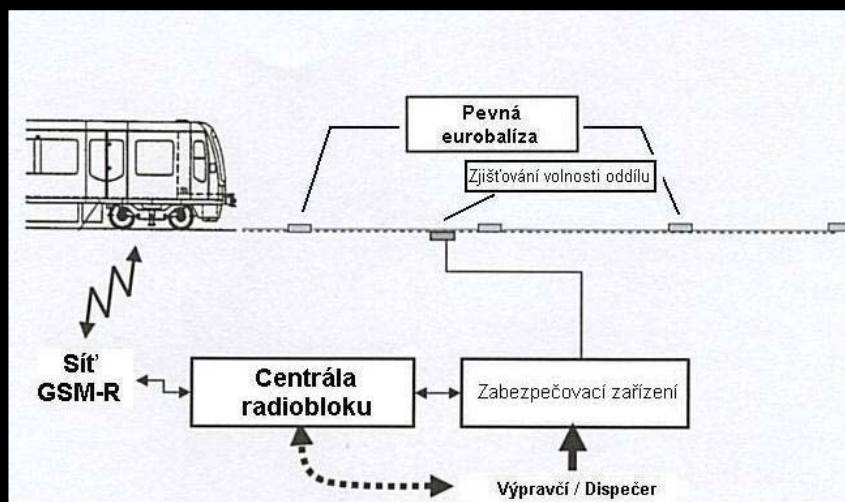 Pevná
eurobalíza
Zjišťování volnosti oddílu
Síť
GSM-R
Centrála
radiobloku
Zabezpečovací zařízení
Výpravčí / Dispečer